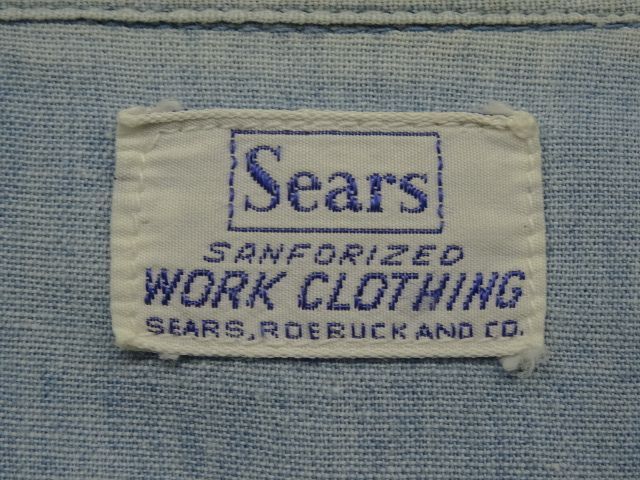 Sears
SANFORIZED
WORK CLOTHING
SEARS, ROEBUCK AND CO.